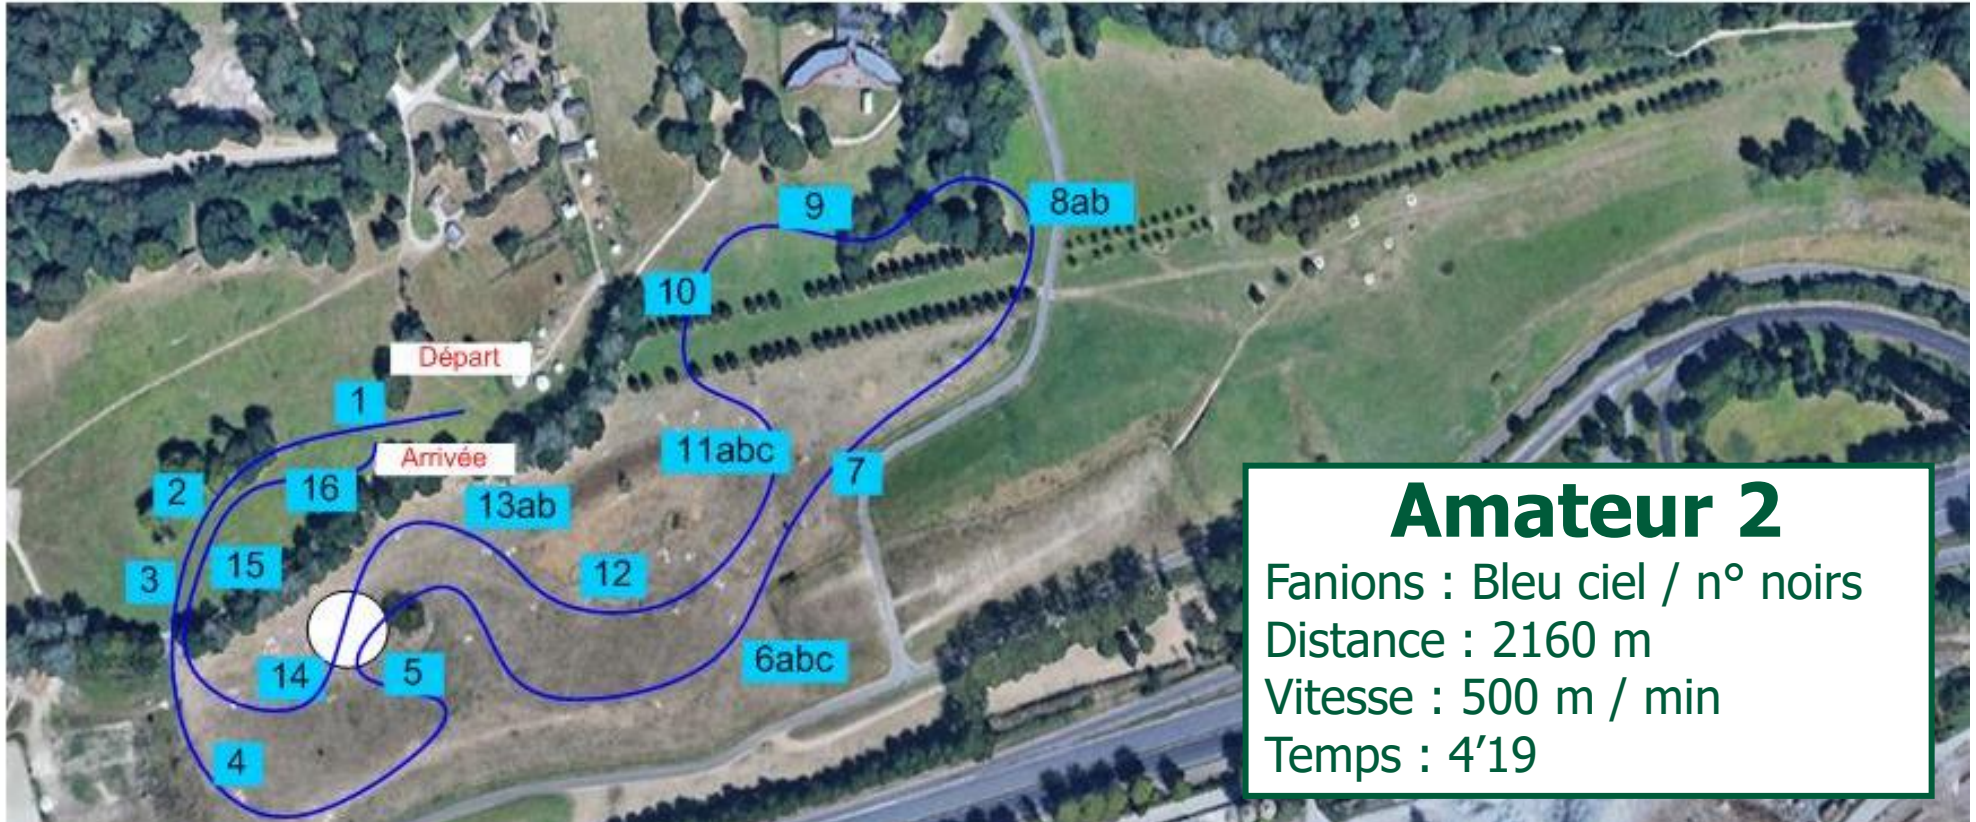 9
8ab
10
Départ
1
Arrivée
11abc
7
2
16
13ab
3
15
12
14
5
6abc
4
Amateur 2
Fanions : Bleu ciel / n° noirs
Distance : 2160 m
Vitesse : 500 m / min
Temps : 4’19